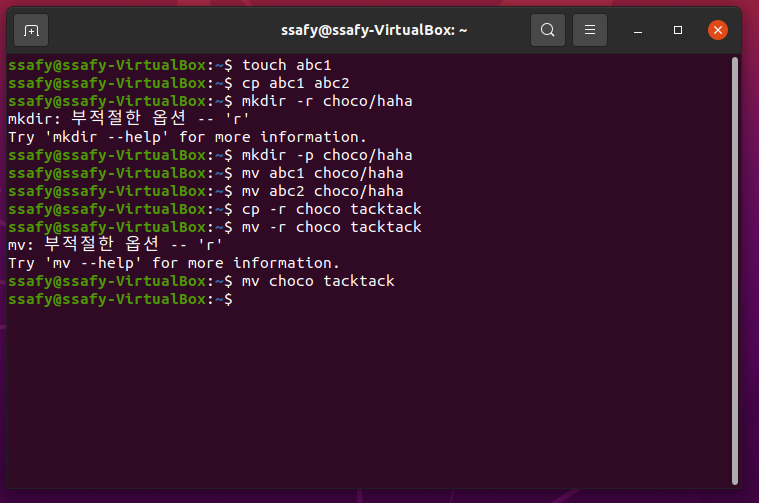 ssafy@ssafy-VirtualBox: ~
ssafy@ssafy-VirtualBox:~$ touch abc1
ssafy@ssafy-VirtualBox:~$ cp abc1 abc2
ssafy@ssafy-VirtualBox:~$ mkdir -r choco/haha
mkdir: 부적절한 옵션 -- 'r'
Try 'mkdir --help' for more information.
ssafy@ssafy-VirtualBox:~$ mkdir -p choco/haha
ssafy@ssafy-VirtualBox:~$ mv abc1 choco/haha
ssafy@ssafy-VirtualBox:~$ mv abc2 choco/haha
ssafy@ssafy-VirtualBox:~$ cp -r choco tacktack
ssafy@ssafy-VirtualBox:~$ mv -r choco tacktack
mv: 부적절한 옵션 -- 'r'
Try 'mv --help' for more information.
ssafy@ssafy-VirtualBox:~$ mv choco tacktack
ssafy@ssafy-VirtualBox:~$